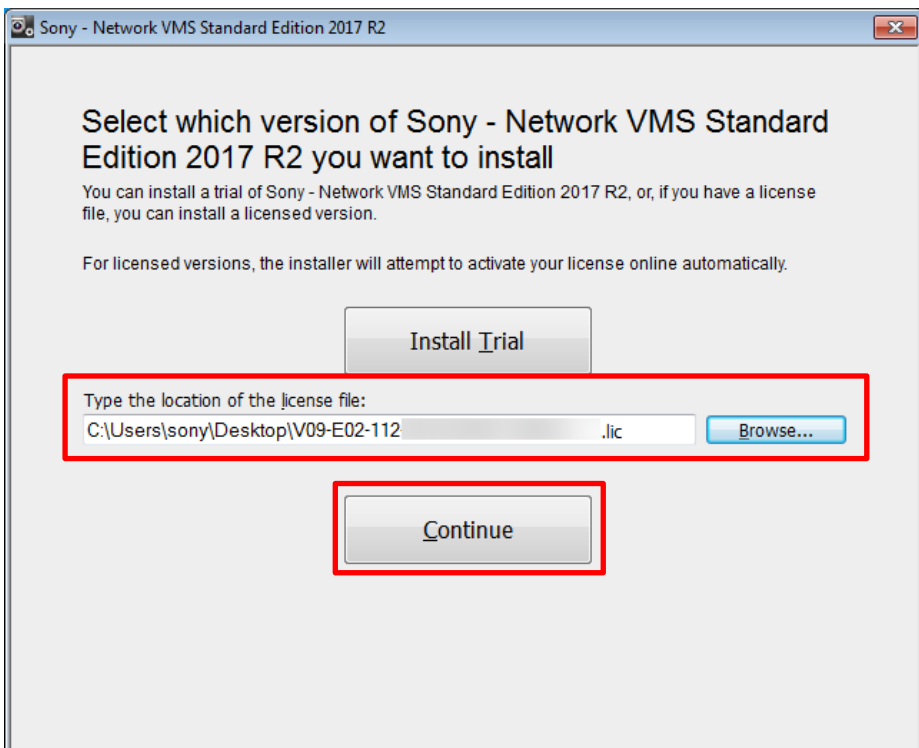 Sony - Network VMS Standard Edition 2017 R2
Select which version of Sony - Network VMS Standard
Edition 2017 R2 you want to install
You can install a trial of Sony - Network VMS Standard Edition 2017 R2, or, if you have a license
file, you can install a licensed version.
For licensed versions, the installer will attempt to activate your license online automatically.
Install Trial
Type the location of the license file:
C:\Users\sony\Desktop\V09-E02-112 .lic
Browse...
Continue